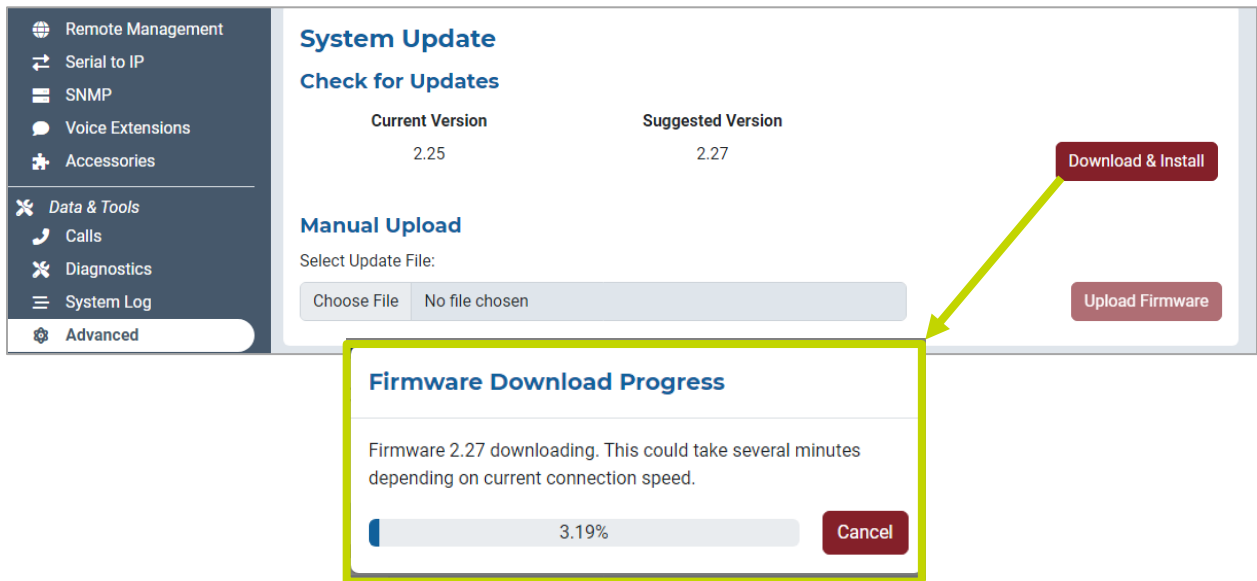 Remote Management
Serial to IP
SNMP
Voice Extensions
Accessories
Data & Tools
Calls
Diagnostics
System Log
Advanced
System Update
Check for Updates
Current Version Suggested Version
2.25 2.27
Download & Install
Manual Upload
Select Update File:
Choose File No file chosen
Upload Firmware
Firmware Download Progress
Firmware 2.27 downloading. This could take several minutes
depending on current connection speed.
3.19%
Cancel